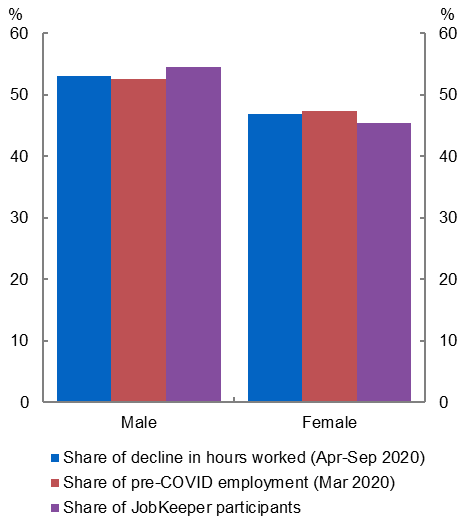 % %
60 60
50 50
40 40
30 30
20 20
10 10
0 0
Male Female
Share of decline in hours worked (Apr-Sep 2020)
Share of pre-COVID employment (Mar 2020)
Share of JobKeeper participants